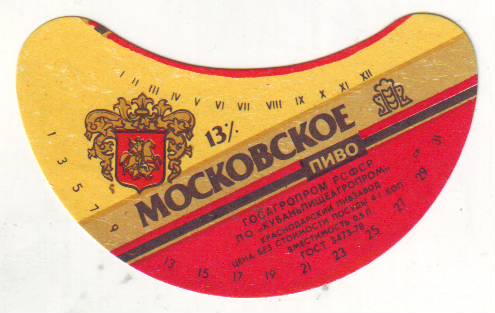 I II III IV V VI VII VIII IX X XI XII
13%
МОСКОВСКОЕ
ПИВО
ГОСАГРОПРОМ РСФСР
ПО "КУБАНЬПИЩЕАГРОПРОМ"
КРАСНОДАРСКИЙ ПИВЗАВОД
ЦЕНА БЕЗ СТОИМОСТИ ПОСУДЫ 41 КОП.
ВМЕСТИМОСТЬ 0,5 Л
ГОСТ 3473-78
1 3 5 7 9
13 15 17 19 21 23 25 27 29 31